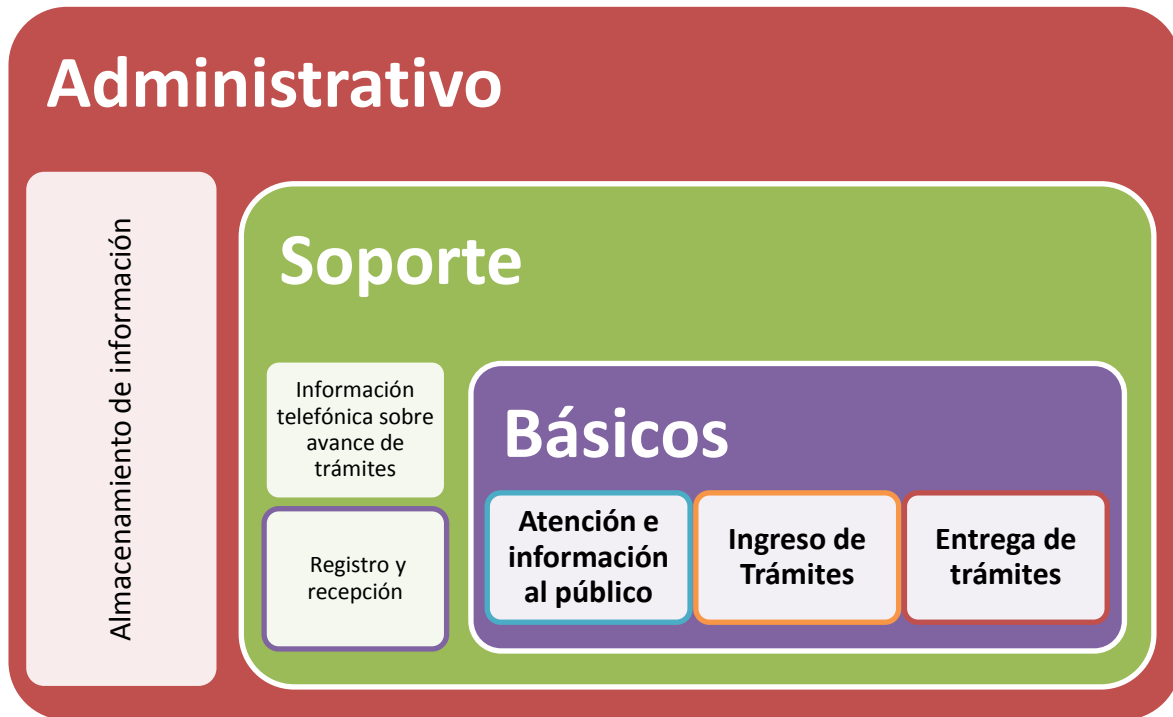 Administrativo
Almacenamiento de información
Soporte
Información
telefónica sobre
avance de
trámites
Registro y
recepción
Básicos
Atención e
información
al público
Ingreso de
Trámites
Entrega de
trámites